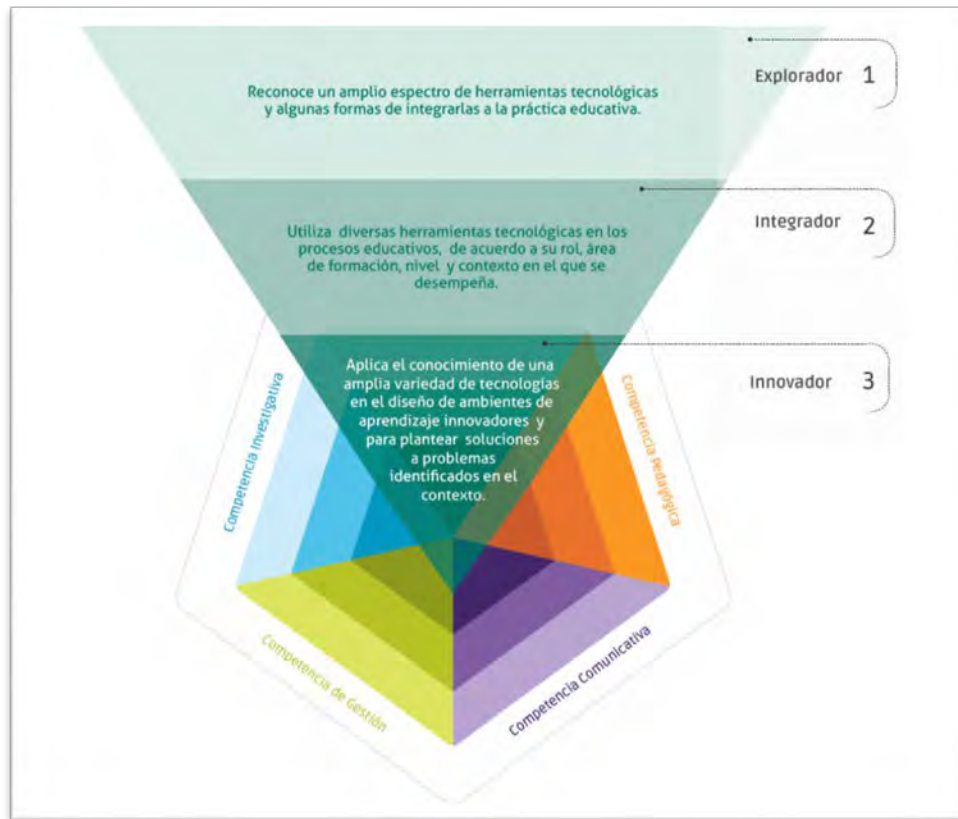 Explorador 1
Reconoce un amplio espectro de herramientas tecnológicas
y algunas formas de integrarlas a la práctica educativa.
Integrador 2
Utiliza diversas herramientas tecnológicas en los
procesos educativos, de acuerdo a su rol, área
de formación, nivel y contexto en el que se
desempeña.
Innovador 3
Aplica el conocimiento de una
amplia variedad de tecnologías
en el diseño de ambientes de
aprendizaje innovadores y
para plantear soluciones
a problemas
identificados en el
contexto.
Competencia Investigativa
Competencia Pedagógica
Competencia de Gestión
Competencia Comunicativa